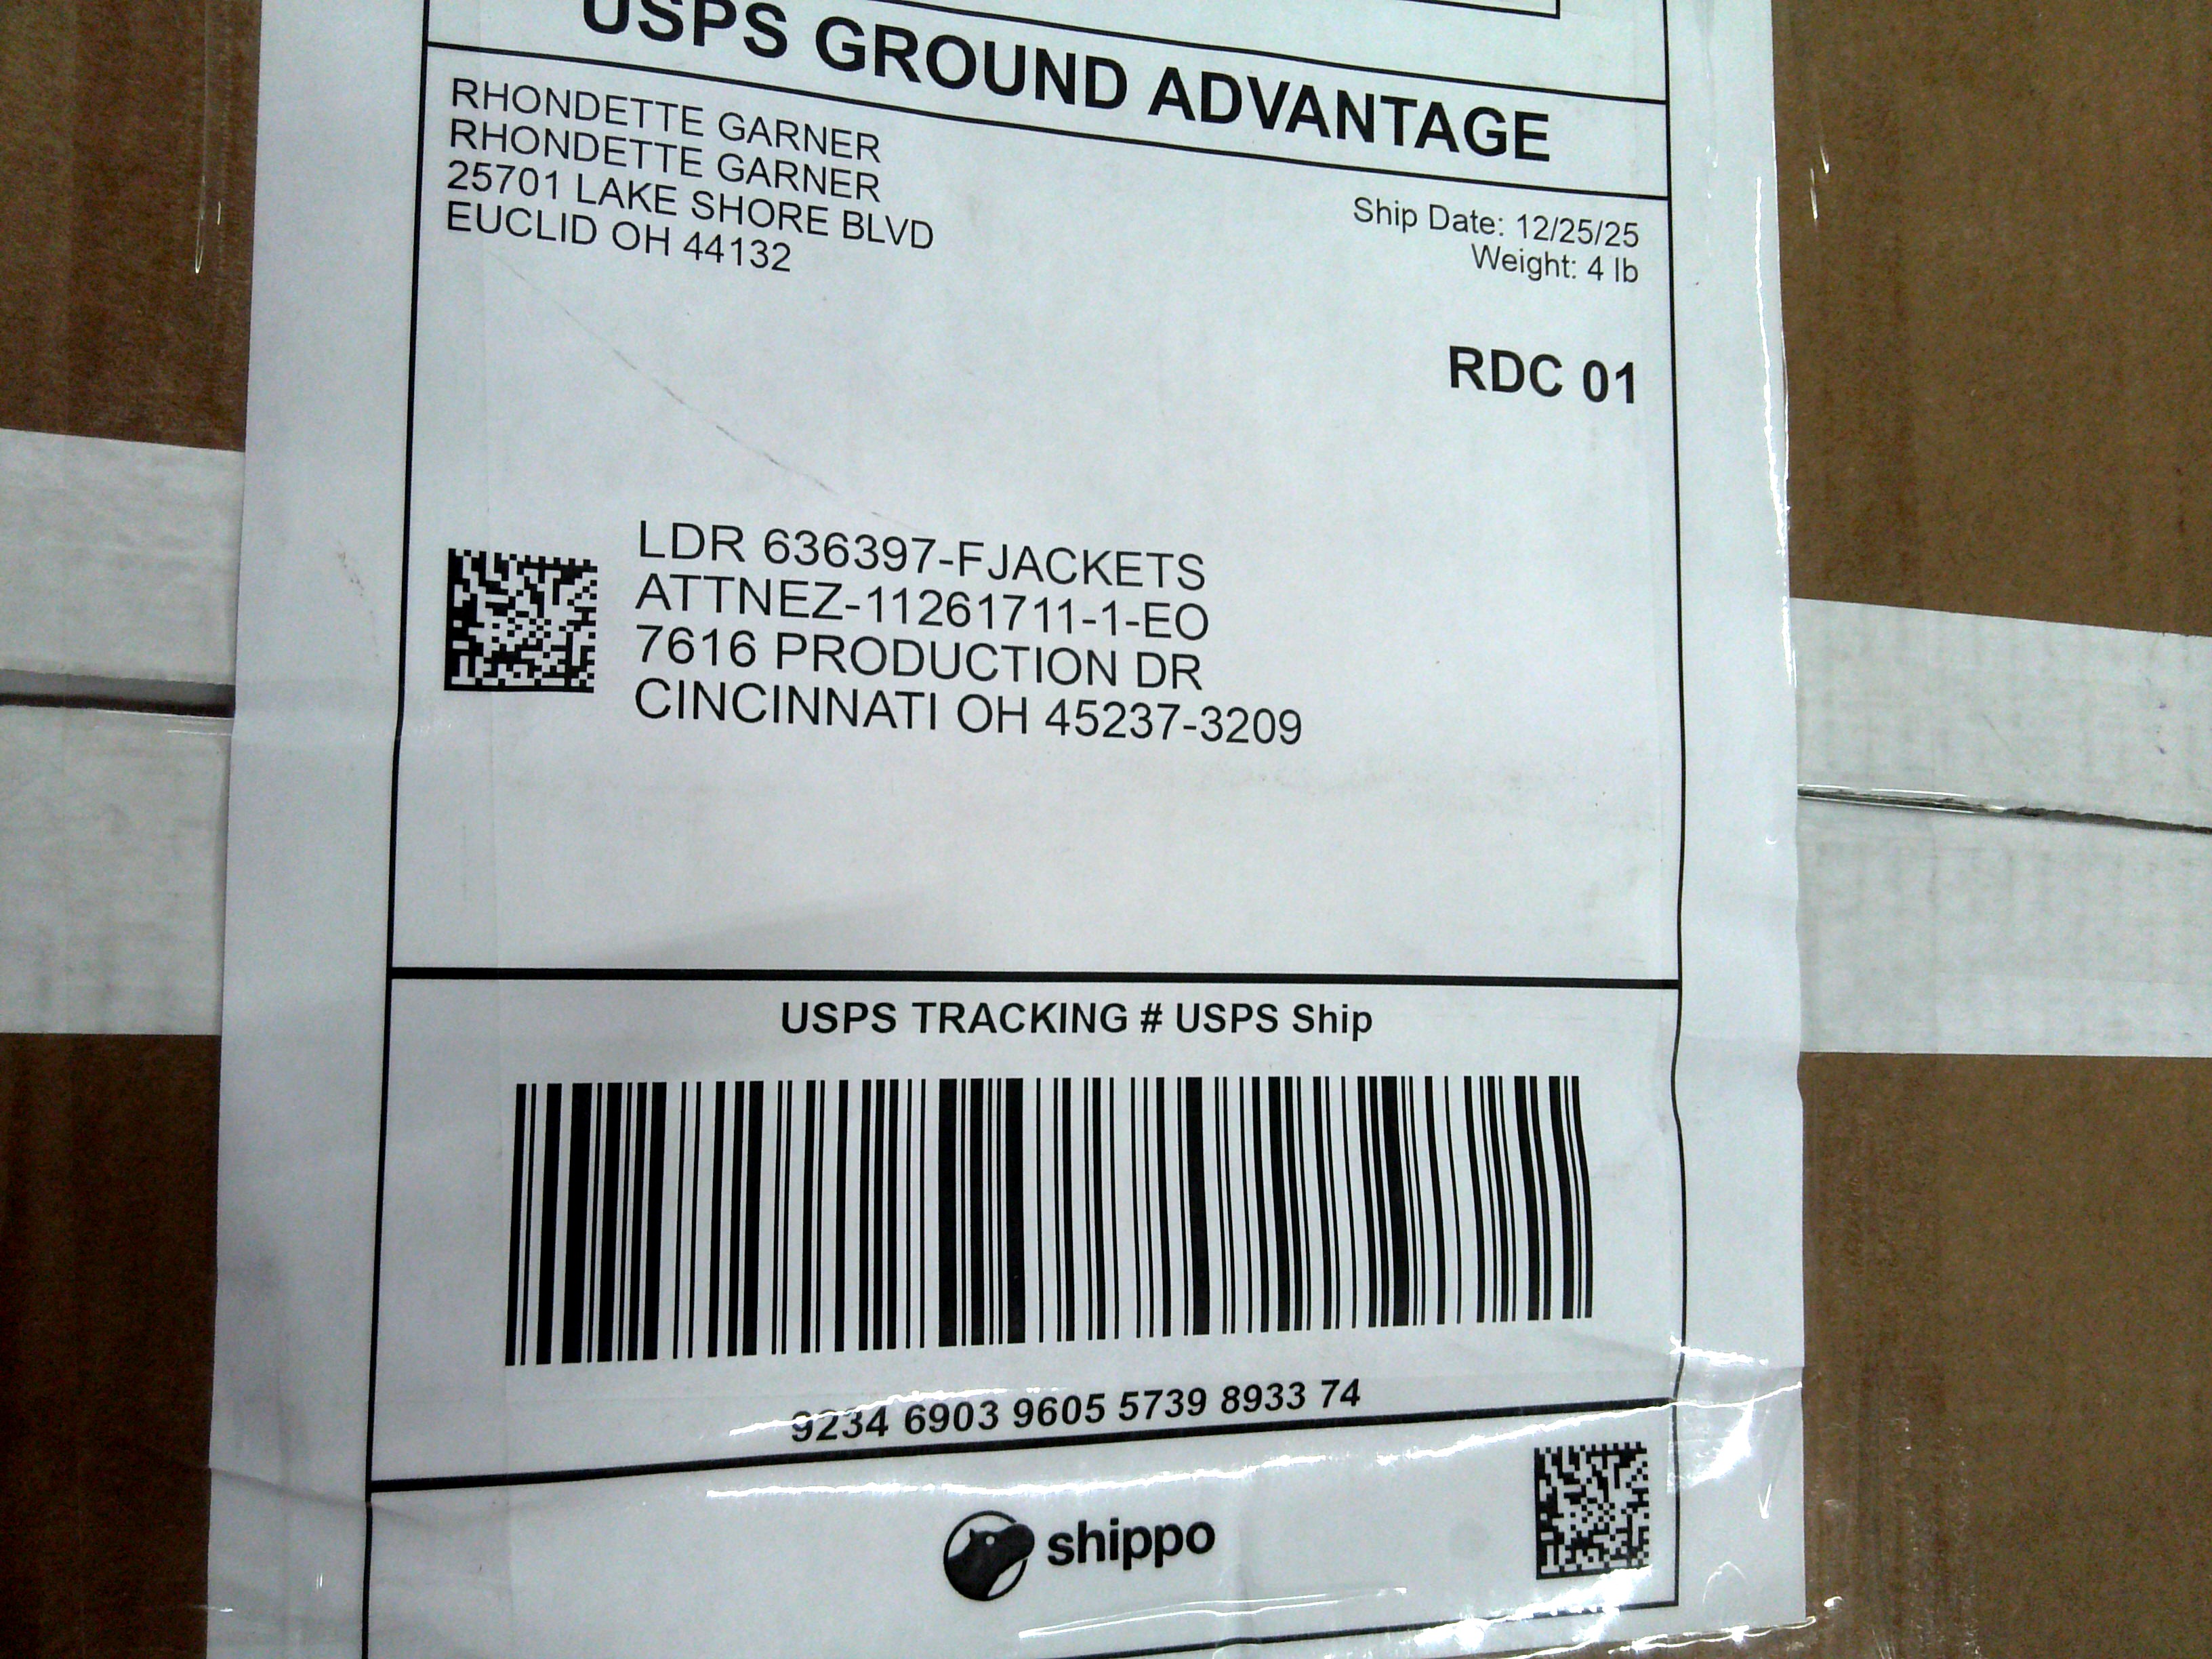 USPS GROUND ADVANTAGE
RHONDETTE GARNER
RHONDETTE GARNER
25701 LAKE SHORE BLVD
EUCLID OH 44132
Ship Date: 12/25/25
Weight: 4 lb
RDC 01
LDR 636397-FJACKETS
ATTNEZ-11261711-1-EO
7616 PRODUCTION DR
CINCINNATI OH 45237-3209
USPS TRACKING # USPS Ship
9234 6903 9605 5739 8933 74
shippo